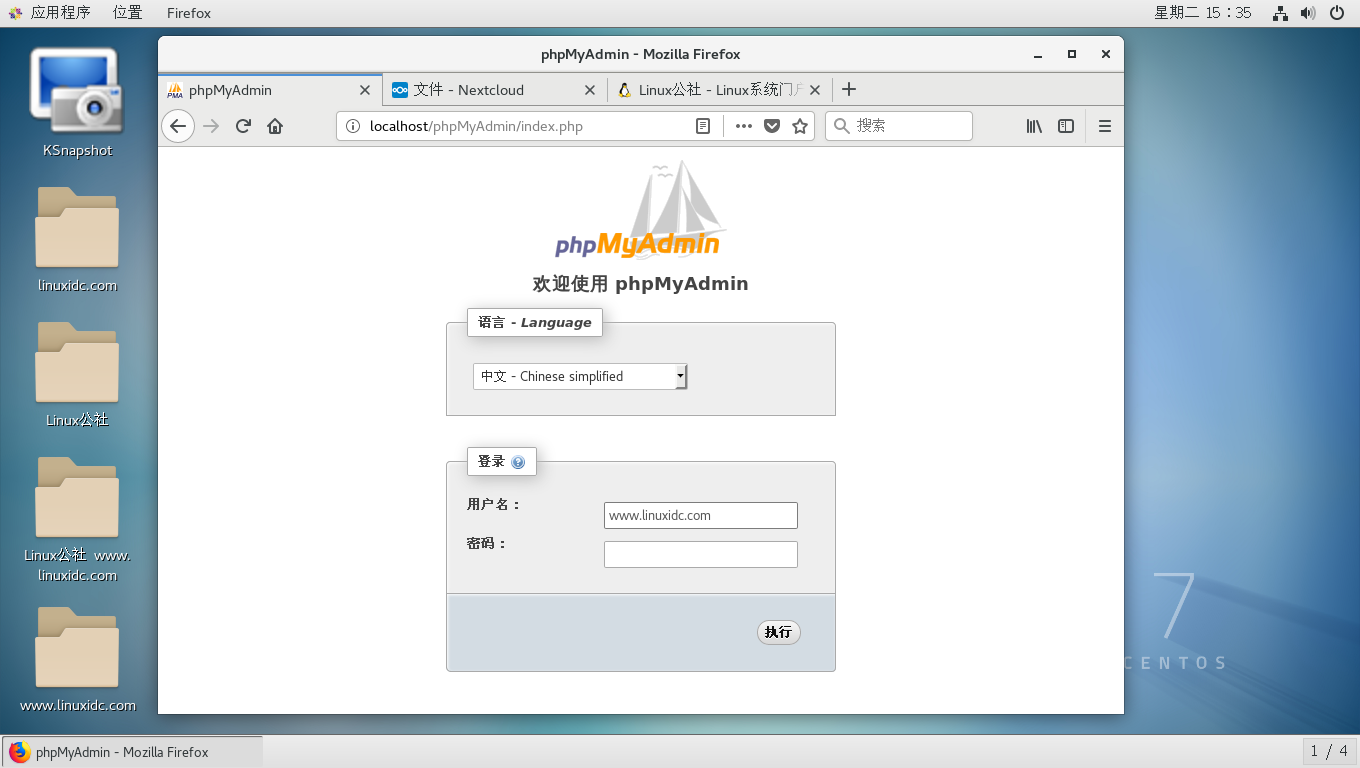 应用程序 位置 Firefox 星期二 15：35
KSnapshot
linuxidc.com
Linux公社
Linux公社 www.
linuxidc.com
www.linuxidc.com
phpMyAdmin - Mozilla Firefox
phpMyAdmin 文件 - Nextcloud Linux公社 - Linux系统门户
localhost/phpMyAdmin/index.php 搜索
phpMyAdmin
欢迎使用 phpMyAdmin
语言 - Language
中文 - Chinese simplified
登录
用户名：
www.linuxidc.com
密码：
执行
7
CENTOS
phpMyAdmin - Mozilla Firefox 1 / 4